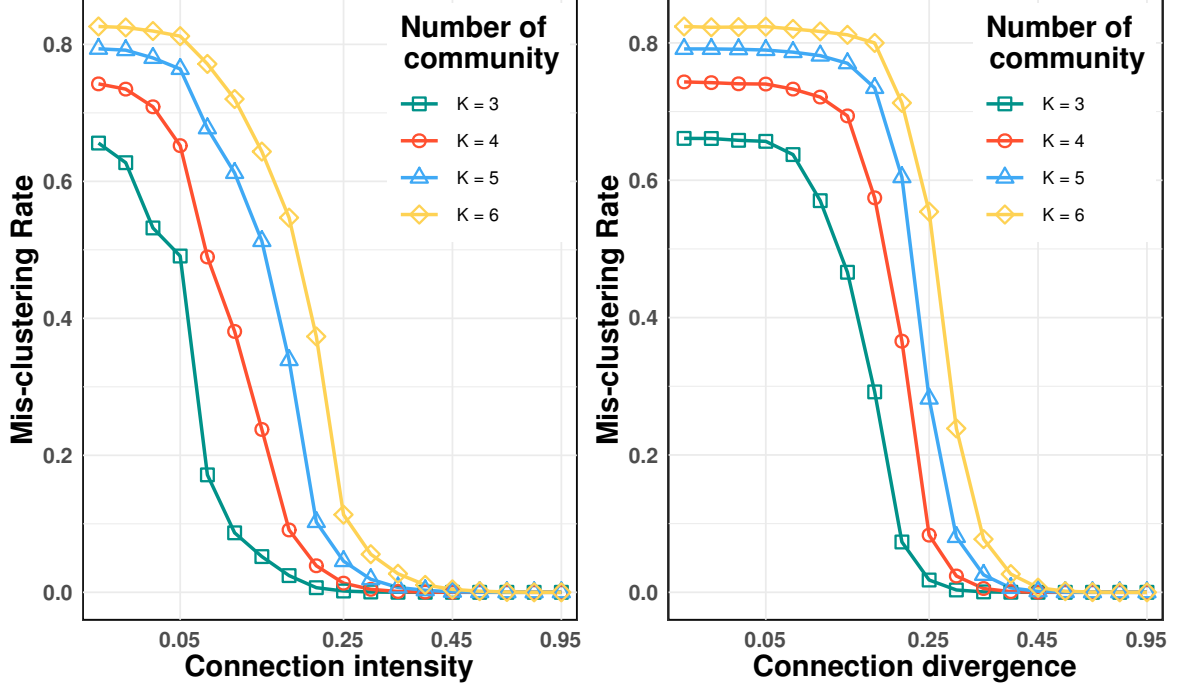 Number of
community
K = 3
K = 4
K = 5
K = 6
Mis-clustering Rate
0.8
0.6
0.4
0.2
0.0
0.05
0.25
0.45
0.95
Connection intensity
Number of
community
K = 3
K = 4
K = 5
K = 6
Mis-clustering Rate
0.8
0.6
0.4
0.2
0.0
0.05
0.25
0.45
0.95
Connection divergence